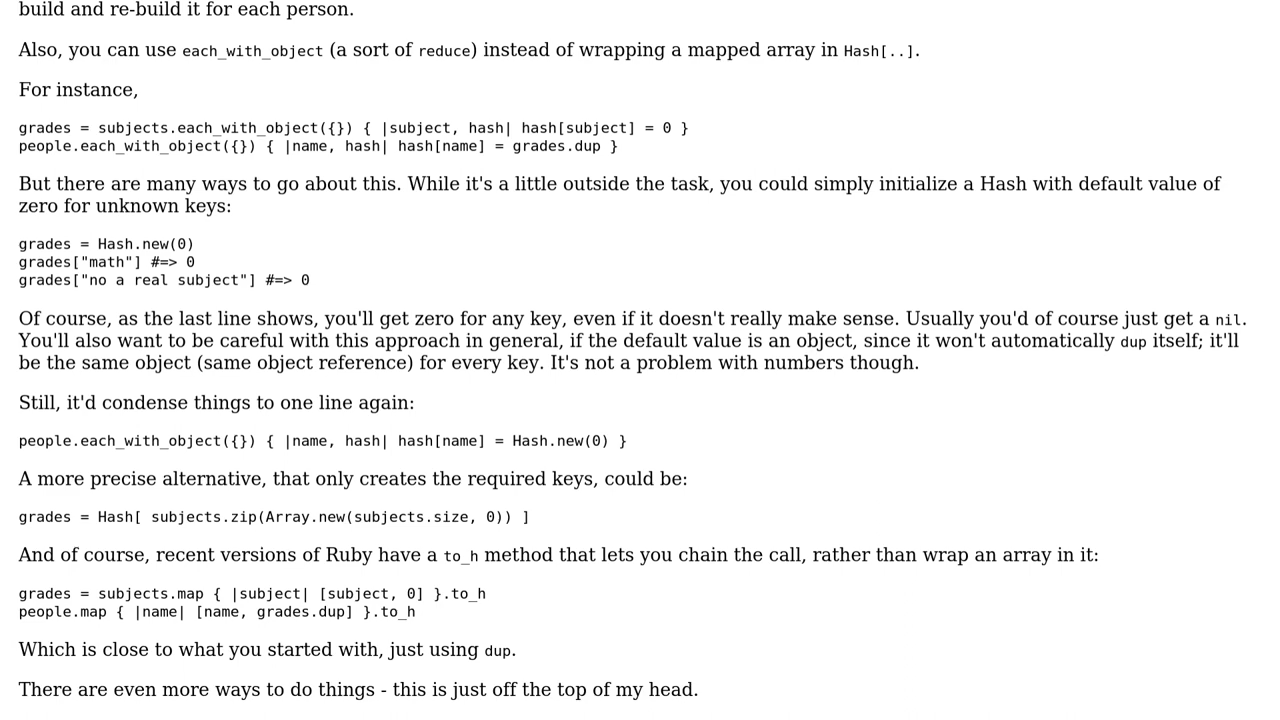 build and re-build it for each person.
Also, you can use each_with_object (a sort of reduce) instead of wrapping a mapped array in Hash[..].
For instance,
grades = subjects.each_with_object({}) { |subject, hash| hash[subject] = 0 }
people.each_with_object({}) { |name, hash| hash[name] = grades.dup }
But there are many ways to go about this. While it's a little outside the task, you could simply initialize a Hash with default value of
zero for unknown keys:
grades = Hash.new(0)
grades["math"] #=> 0
grades["no a real subject"] #=> 0
Of course, as the last line shows, you'll get zero for any key, even if it doesn't really make sense. Usually you'd of course just get a nil.
You'll also want to be careful with this approach in general, if the default value is an object, since it won't automatically dup itself; it'll
be the same object (same object reference) for every key. It's not a problem with numbers though.
Still, it'd condense things to one line again:
people.each_with_object({}) { |name, hash| hash[name] = Hash.new(0) }
A more precise alternative, that only creates the required keys, could be:
grades = Hash[ subjects.zip(Array.new(subjects.size, 0)) ]
And of course, recent versions of Ruby have a to_h method that lets you chain the call, rather than wrap an array in it:
grades = subjects.map { |subject| [subject, 0] }.to_h
people.map { |name| [name, grades.dup] }.to_h
Which is close to what you started with, just using dup.
There are even more ways to do things - this is just off the top of my head.